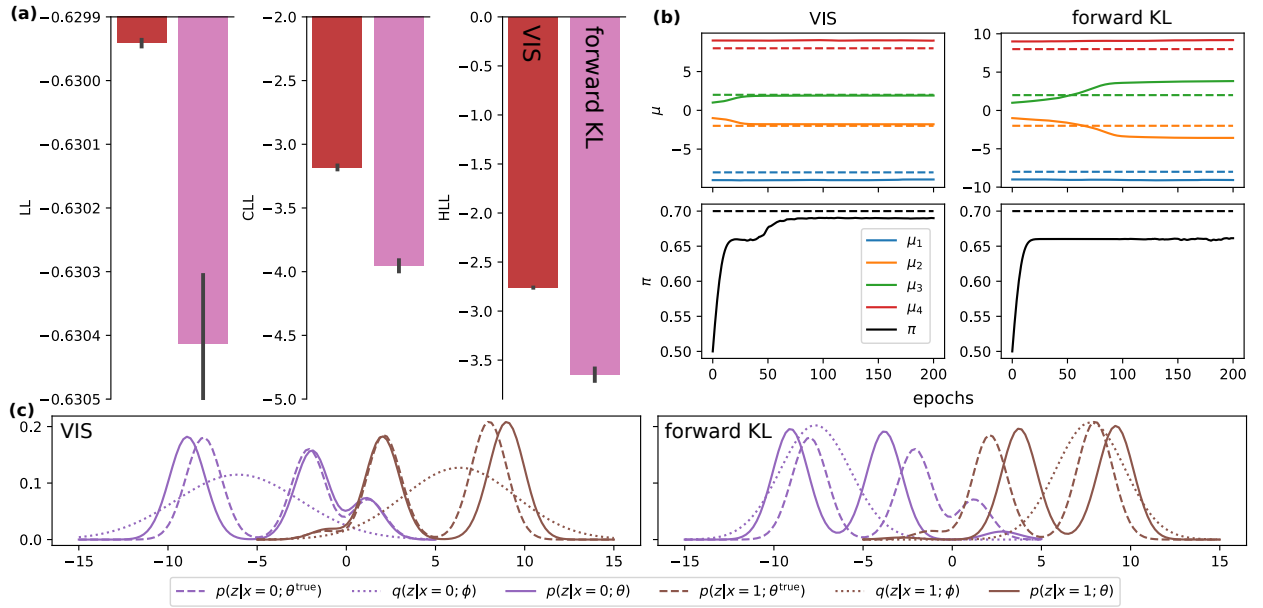 (a)
−0.6299
−0.6300
−0.6301
−0.6302
−0.6303
−0.6304
−0.6305
LL
−2.0
−2.5
−3.0
−3.5
−4.0
−4.5
−5.0
CLL
0.0
−0.5
−1.0
−1.5
−2.0
−2.5
−3.0
−3.5
HLL
VIS
forward KL
(b)
VIS
forward KL
5
0
−5
μ
10
5
0
−5
−10
0.70
0.65
0.60
0.55
0.50
π
μ₁
μ₂
μ₃
μ₄
π
0.70
0.65
0.60
0.55
0.50
0 50 100 150 200
0 50 100 150 200
epochs
(c)
VIS
0.2
0.1
0.0
−15 −10 −5 0 5 10 15
forward KL
−15 −10 −5 0 5 10 15
p(z|x = 0; θ^true)
q(z|x = 0; ϕ)
p(z|x = 0; θ)
p(z|x = 1; θ^true)
q(z|x = 1; ϕ)
p(z|x = 1; θ)